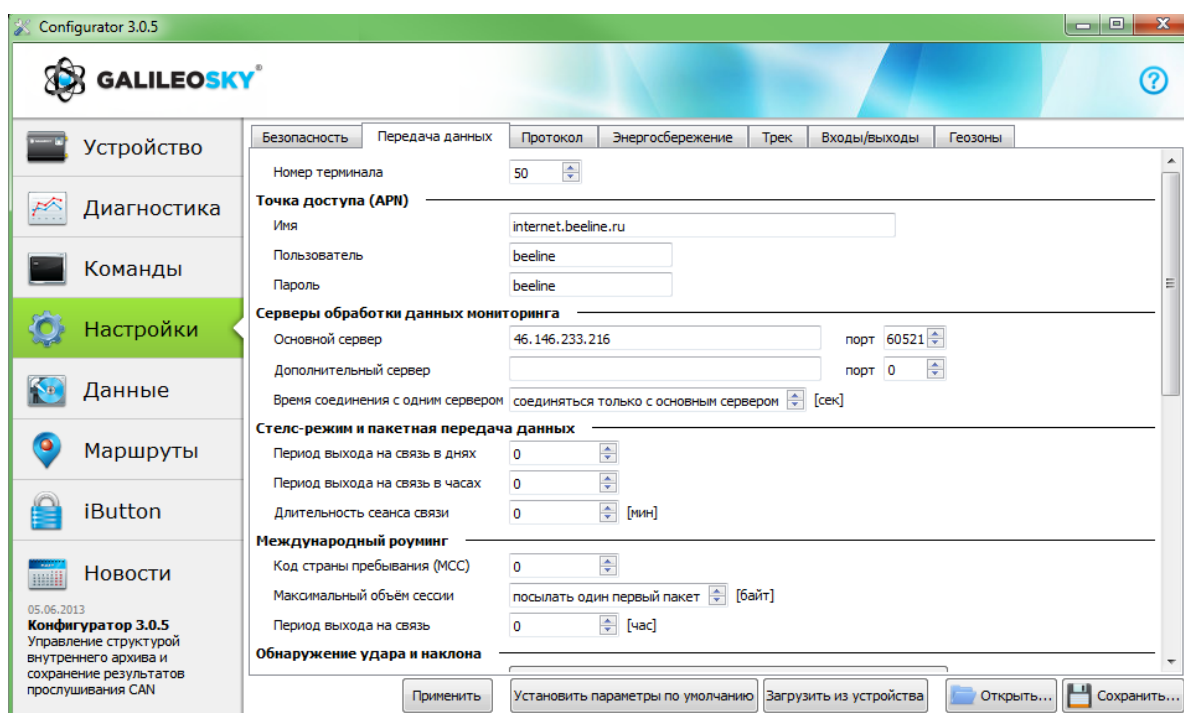 Configurator 3.0.5
GALILEOSKY®
Устройство
Диагностика
Команды
Настройки
Данные
Маршруты
iButton
Новости
05.06.2013
Конфигуратор 3.0.5
Управление структурой
внутреннего архива и
сохранение результатов
прослушивания CAN
Безопасность Передача данных Протокол Энергосбережение Трек Входы/выходы Геозоны
Номер терминала 50
Точка доступа (APN)
Имя internet.beeline.ru
Пользователь beeline
Пароль beeline
Серверы обработки данных мониторинга
Основной сервер 46.146.233.216 порт 60521
Дополнительный сервер порт 0
Время соединения с одним сервером соединяться только с основным сервером [сек]
Стелс-режим и пакетная передача данных
Период выхода на связь в днях 0
Период выхода на связь в часах 0
Длительность сеанса связи 0 [мин]
Международный роуминг
Код страны пребывания (MCC) 0
Максимальный объём сессии посылать один первый пакет [байт]
Период выхода на связь 0 [час]
Обнаружение удара и наклона
Применить Установить параметры по умолчанию Загрузить из устройства Открыть... Сохранить...